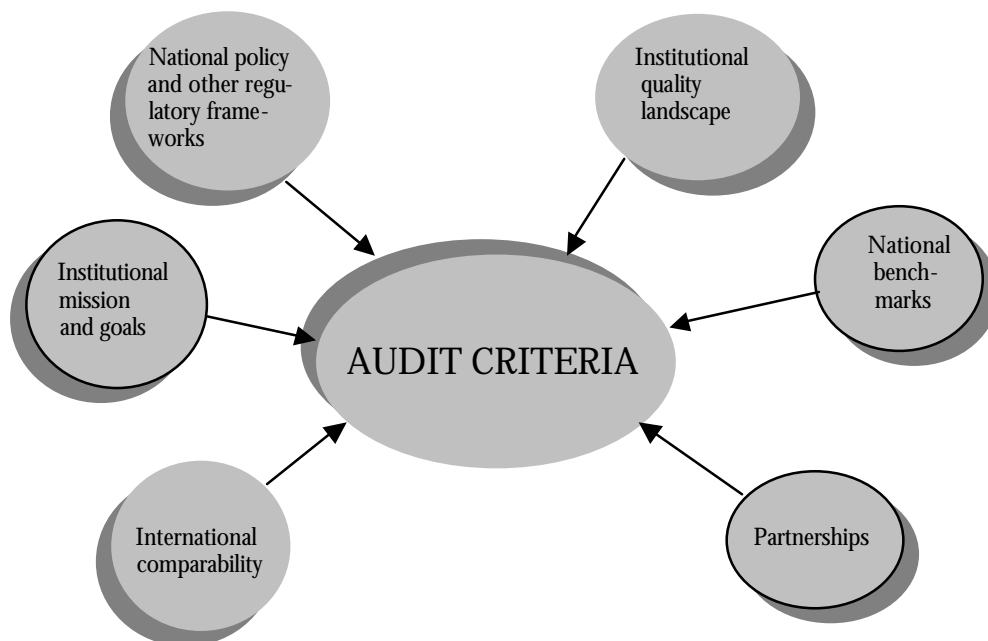 National policy
and other regu-
latory frame-
works
Institutional
quality
landscape
Institutional
mission
and goals
National
bench-
marks
AUDIT CRITERIA
International
comparability
Partnerships